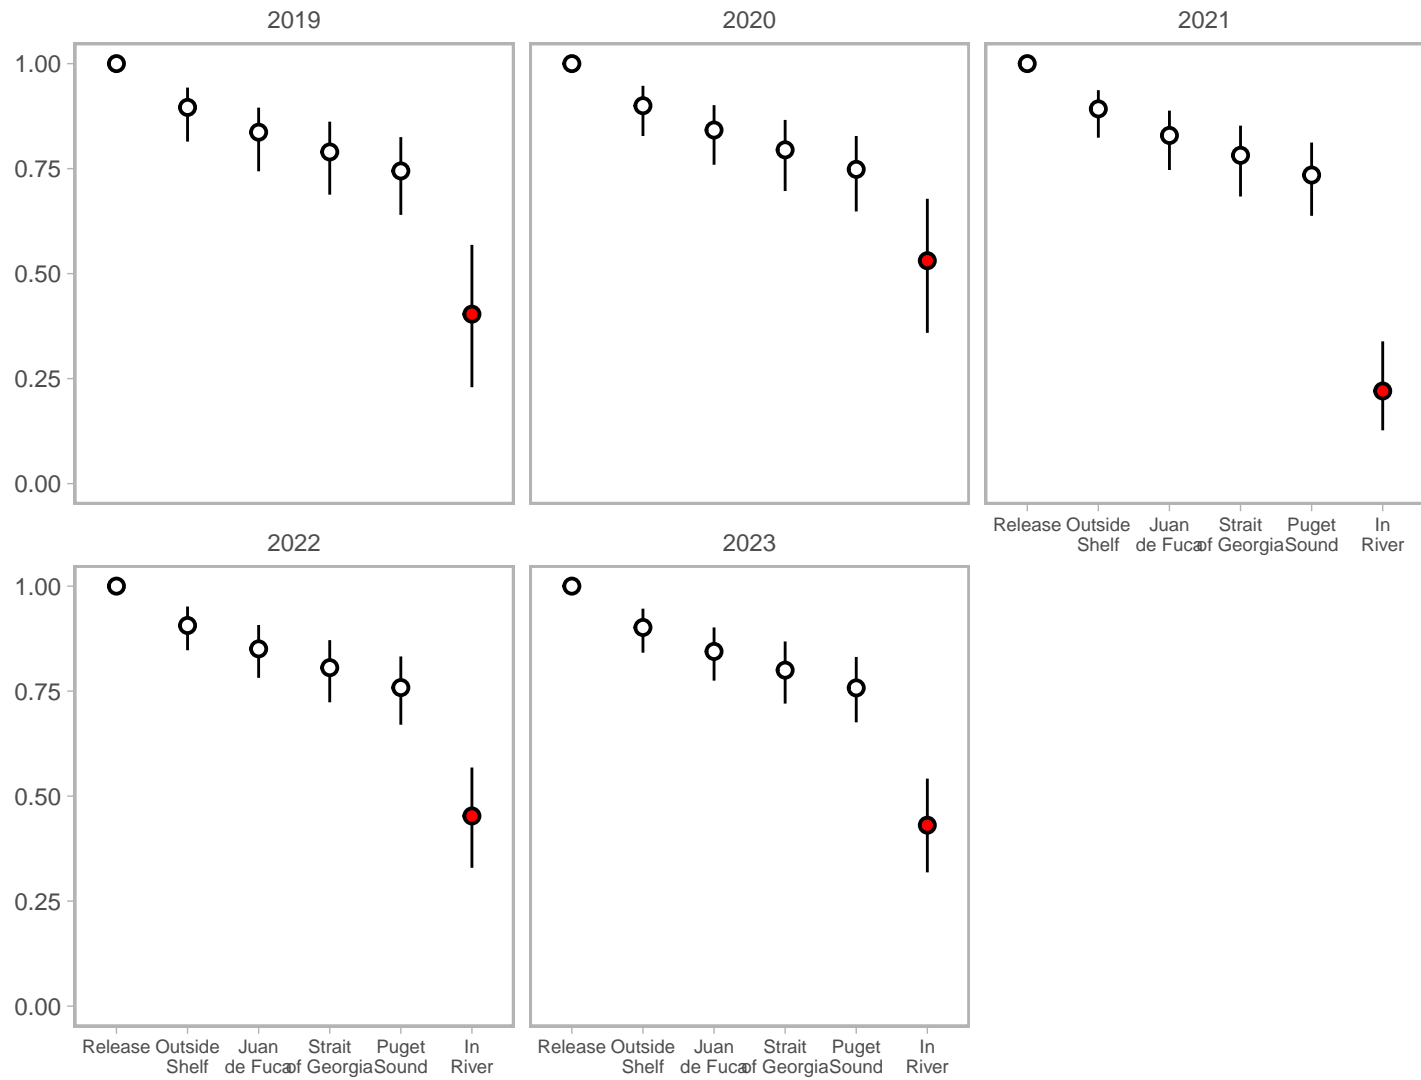 2019
2020
2021
1.00
0.75
0.50
0.25
0.00
Release Outside Juan Strait Puget In
Shelf de Fuca of Georgia Sound River
2022
2023
1.00
0.75
0.50
0.25
0.00
Release Outside Juan Strait Puget In
Shelf de Fuca of Georgia Sound River
Release Outside Juan Strait Puget In
Shelf de Fuca of Georgia Sound River